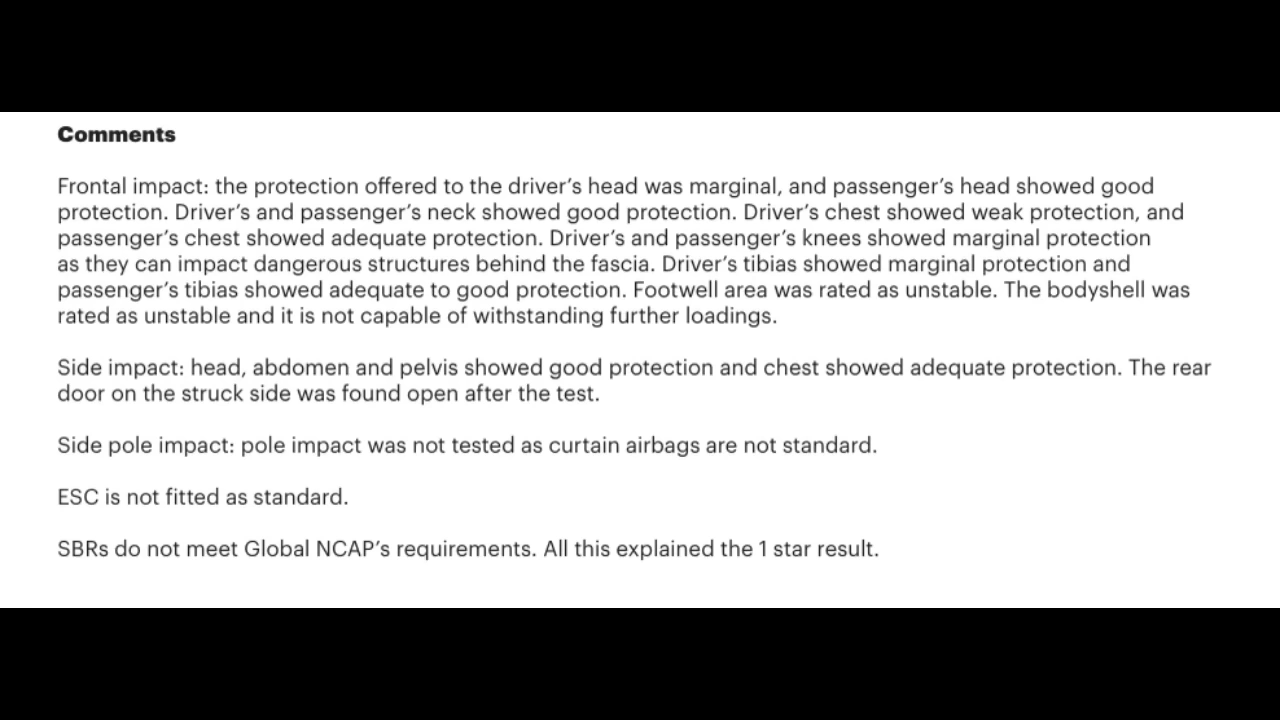 Comments
Frontal impact: the protection offered to the driver’s head was marginal, and passenger’s head showed good
protection. Driver’s and passenger’s neck showed good protection. Driver’s chest showed weak protection, and
passenger’s chest showed adequate protection. Driver’s and passenger’s knees showed marginal protection
as they can impact dangerous structures behind the fascia. Driver’s tibias showed marginal protection and
passenger’s tibias showed adequate to good protection. Footwell area was rated as unstable. The bodyshell was
rated as unstable and it is not capable of withstanding further loadings.
Side impact: head, abdomen and pelvis showed good protection and chest showed adequate protection. The rear
door on the struck side was found open after the test.
Side pole impact: pole impact was not tested as curtain airbags are not standard.
ESC is not fitted as standard.
SBRs do not meet Global NCAP’s requirements. All this explained the 1 star result.